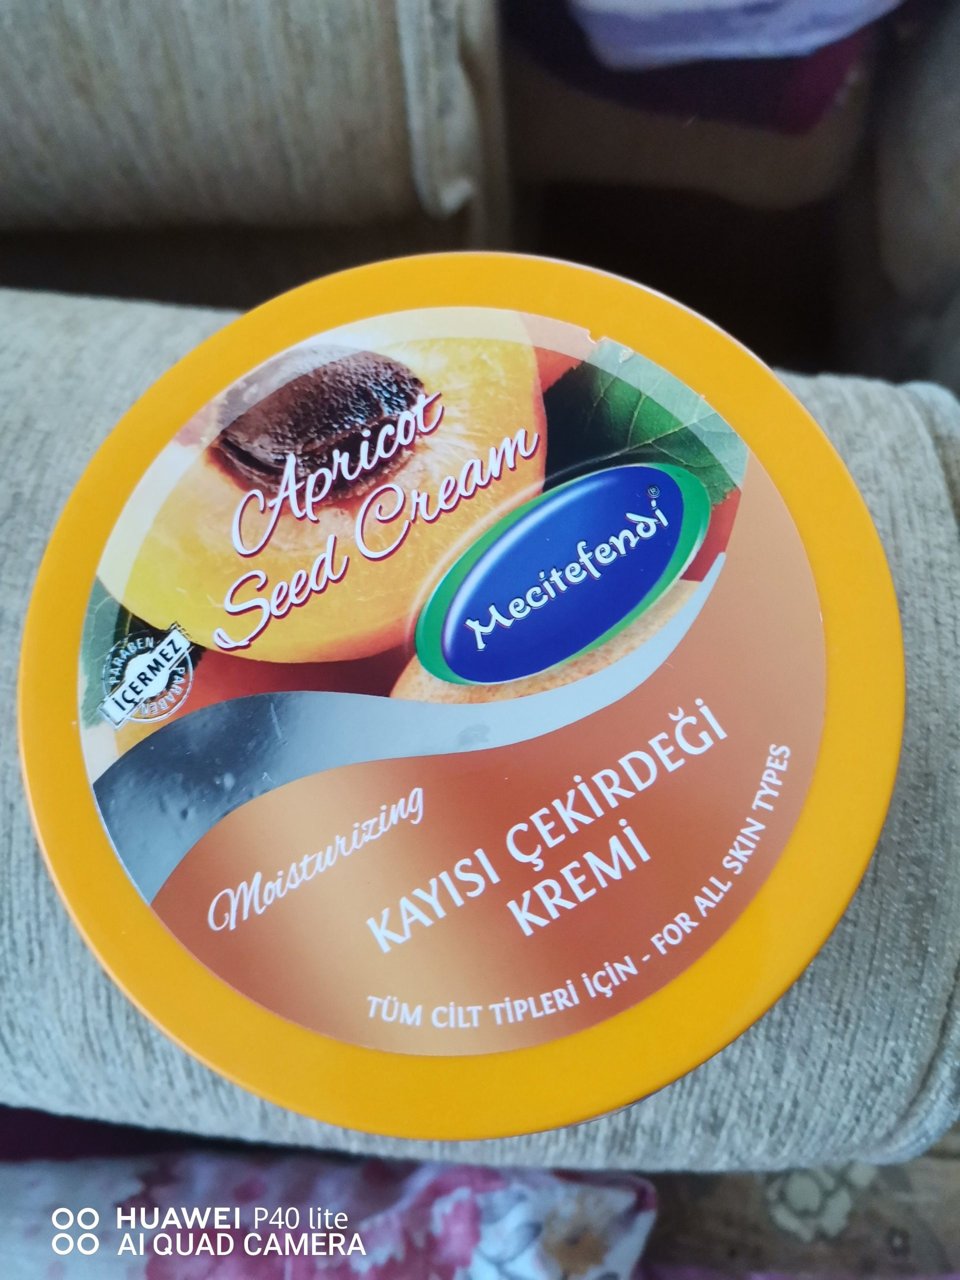 Apricot
Seed Cream
Mecitefendi®
PARABEN
İÇERMEZ
PARABEN
Moisturizing
KAYISI ÇEKİRDEĞİ
KREMİ
TÜM CİLT TİPLERİ İÇİN - FOR ALL SKIN TYPES
HUAWEI P40 lite
AI QUAD CAMERA